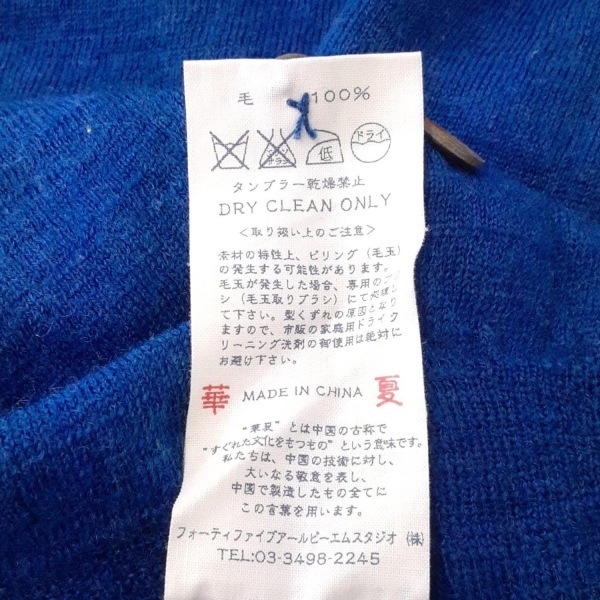 毛 100%
エンソサラシ 低 ドライ
タンブラー乾燥禁止
DRY CLEAN ONLY
<取り扱い上のご注意>
素材の特性上、ピリング(毛玉)
の発生する可能性があります。
毛玉が発生した場合、専用のブラ
シ(毛玉取りブラシ)にて処理し
て下さい。型くずれの原因となり
ますので、市販の家庭用ドライク
リーニング洗剤の御使用は絶対に
お避け下さい。
華 MADE IN CHINA 夏
"華夏"とは中国の古称で
"すぐれた文化をもつもの"という意味です。
私たちは、中国の技術に対し、
大いなる敬意を表し、
中国で製造したもの全てに
この言葉を用います。
フォーティファイブアールピーエムスタジオ(株)
TEL:03-3498-2245